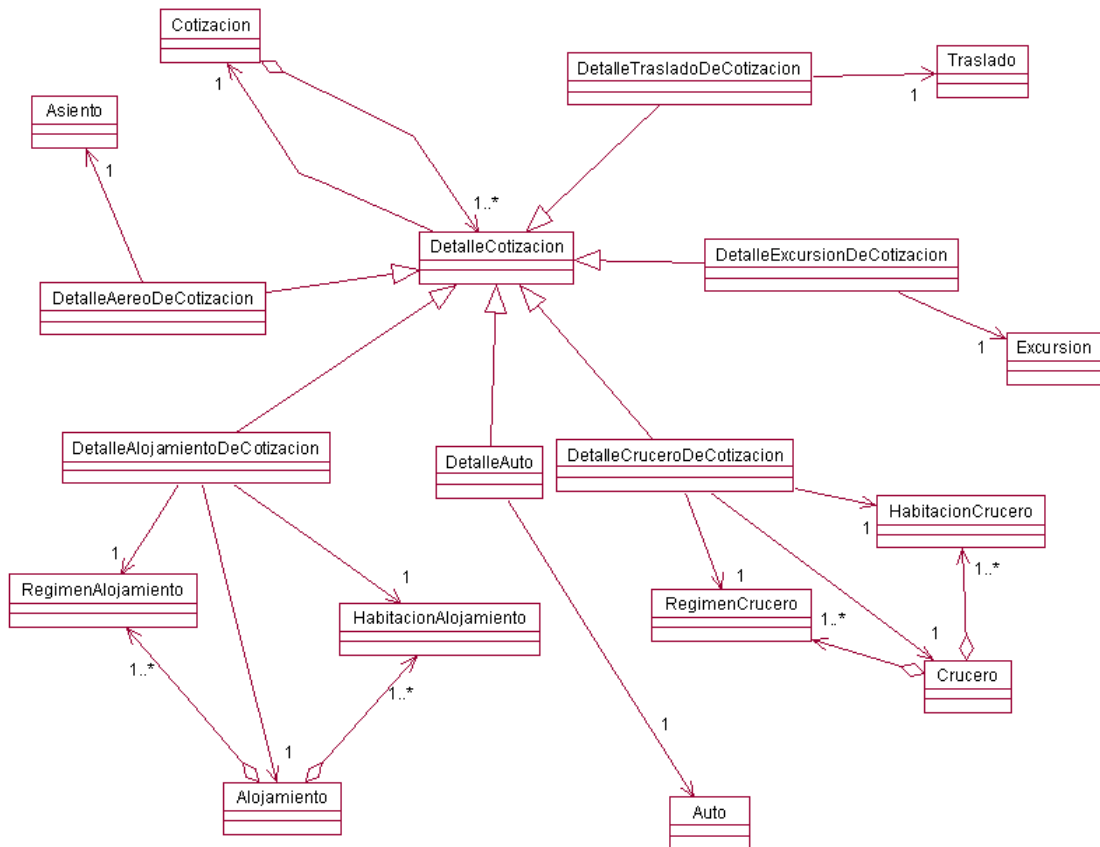 Cotizacion
1
DetalleTrasladoDeCotizacion
1
Traslado
Asiento
1
1..*
DetalleCotizacion
DetalleExcursionDeCotizacion
DetalleAereoDeCotizacion
1
Excursion
DetalleAlojamientoDeCotizacion
DetalleAuto
DetalleCruceroDeCotizacion
HabitacionCrucero
1
1
RegimenAlojamiento
1
HabitaciónAlojamiento
1
RegimenCrucero
1..*
1..*
1
Crucero
1..*
1..*
1
Alojamiento
1
Auto